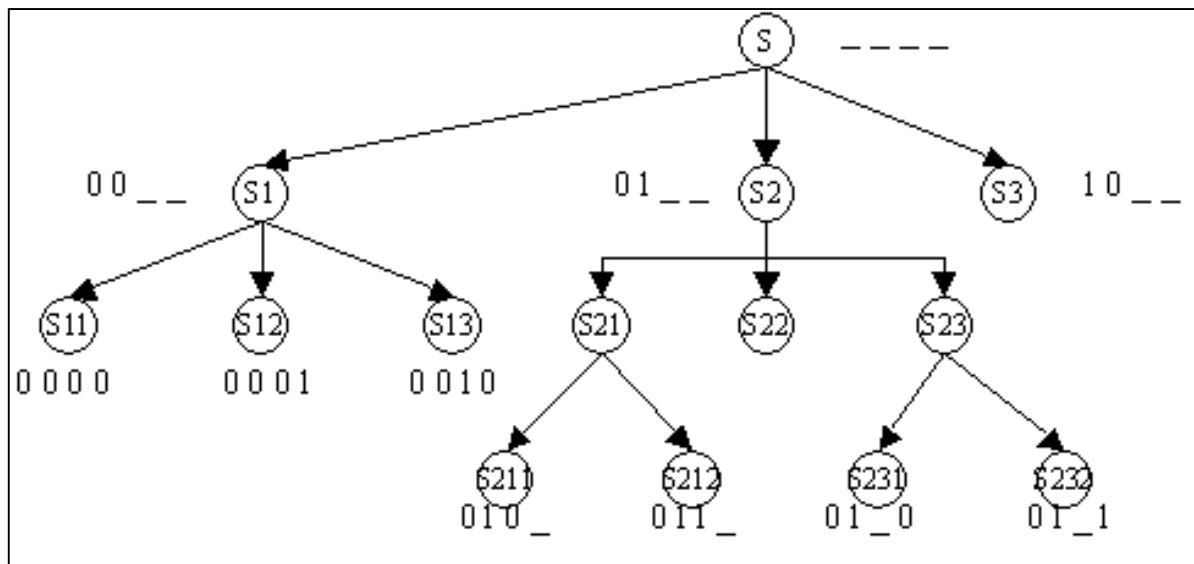 S _ _ _ _
0 0 _ _ S1 0 1 _ _ S2 S3 1 0 _ _
S11 S12 S13 S21 S22 S23
0 0 0 0 0 0 0 1 0 0 1 0
S211 S212 S231 S232
0 1 0 _ 0 1 1 _ 0 1 _ 0 0 1 _ 1